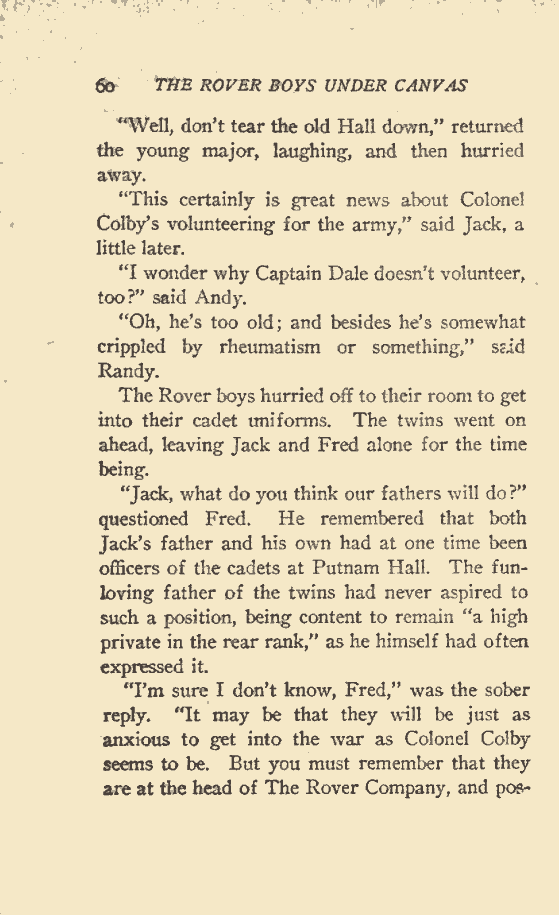 60 THE ROVER BOYS UNDER CANVAS
“Well, don’t tear the old Hall down,” returned
the young major, laughing, and then hurried
away.
“This certainly is great news about Colonel
Colby’s volunteering for the army,” said Jack, a
little later.
“I wonder why Captain Dale doesn’t volunteer,
too?” said Andy.
“Oh, he’s too old; and besides he’s somewhat
crippled by rheumatism or something,” said
Randy.
The Rover boys hurried off to their room to get
into their cadet uniforms. The twins went on
ahead, leaving Jack and Fred alone for the time
being.
“Jack, what do you think our fathers will do?”
questioned Fred. He remembered that both
Jack’s father and his own had at one time been
officers of the cadets at Putnam Hall. The fun-
loving father of the twins had never aspired to
such a position, being content to remain “a high
private in the rear rank,” as he himself had often
expressed it.
“I’m sure I don’t know, Fred,” was the sober
reply. “It may be that they will be just as
anxious to get into the war as Colonel Colby
seems to be. But you must remember that they
are at the head of The Rover Company, and pos-